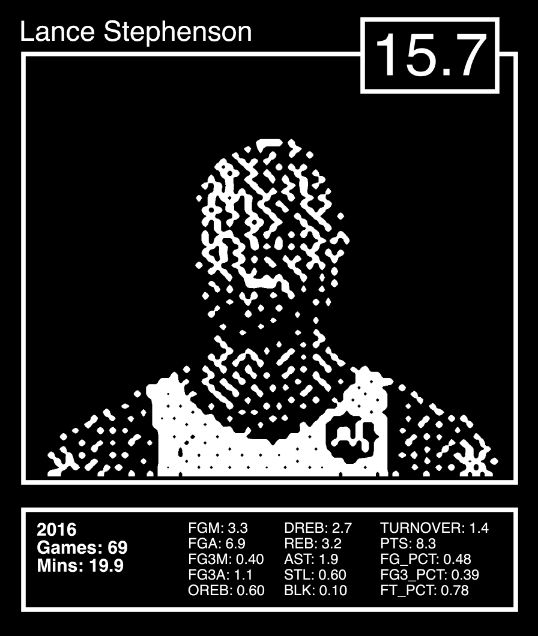 Lance Stephenson
15.7
2016
Games: 69
Mins: 19.9
FGM: 3.3
FGA: 6.9
FG3M: 0.40
FG3A: 1.1
OREB: 0.60
DREB: 2.7
REB: 3.2
AST: 1.9
STL: 0.60
BLK: 0.10
TURNOVER: 1.4
PTS: 8.3
FG_PCT: 0.48
FG3_PCT: 0.39
FT_PCT: 0.78